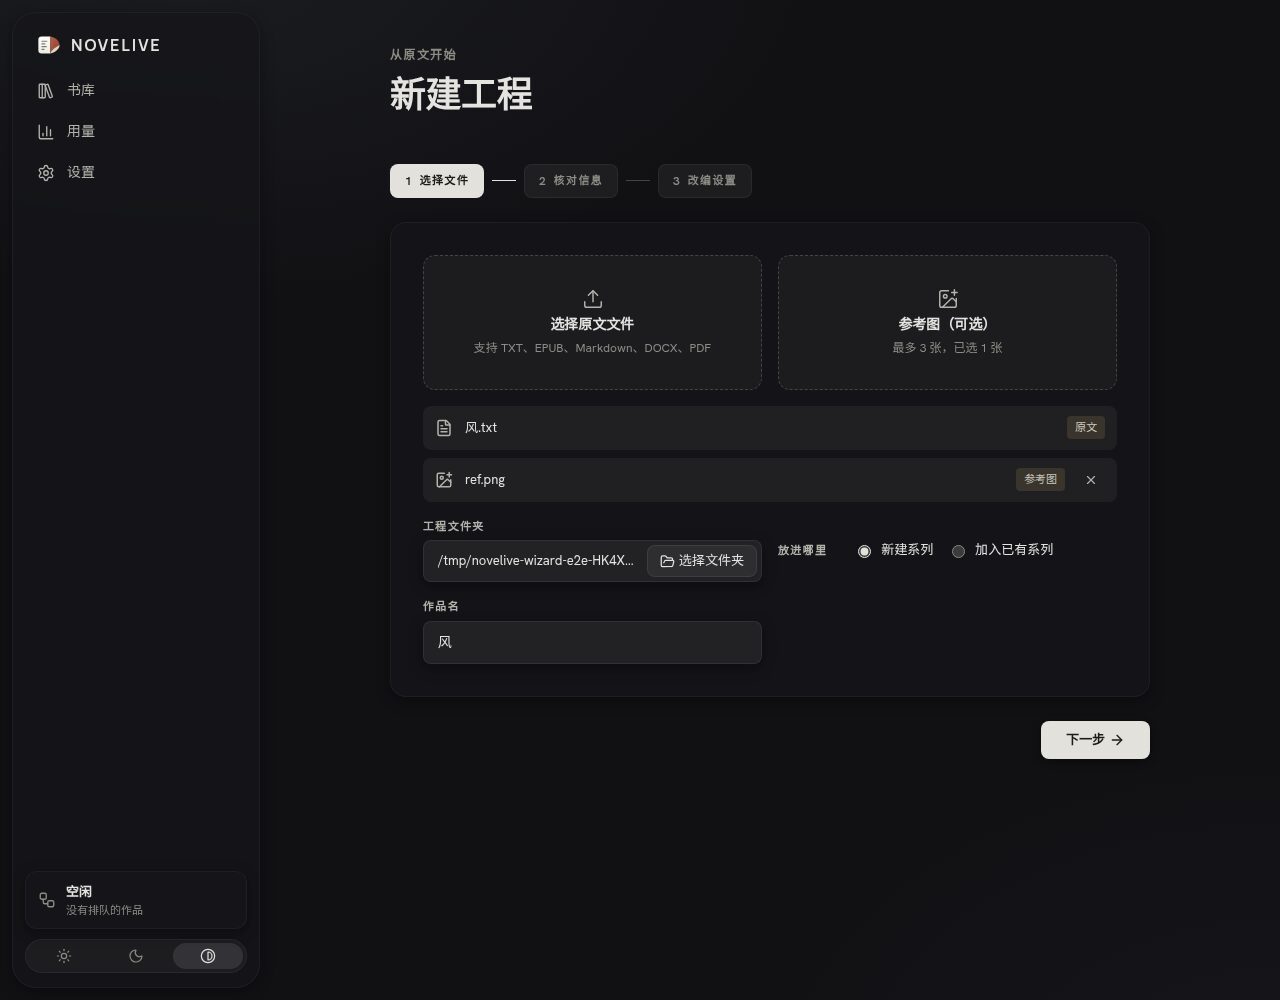 NOVELIVE
书库
用量
设置
空闲
没有排队的作品
从原文开始
新建工程
1 选择文件
2 核对信息
3 改编设置
选择原文文件
支持 TXT、EPUB、Markdown、DOCX、PDF
参考图（可选）
最多 3 张，已选 1 张
风.txt
原文
ref.png
参考图
工程文件夹
/tmp/novelive-wizard-e2e-HK4X...
选择文件夹
放进哪里
新建系列
加入已有系列
作品名
风
下一步